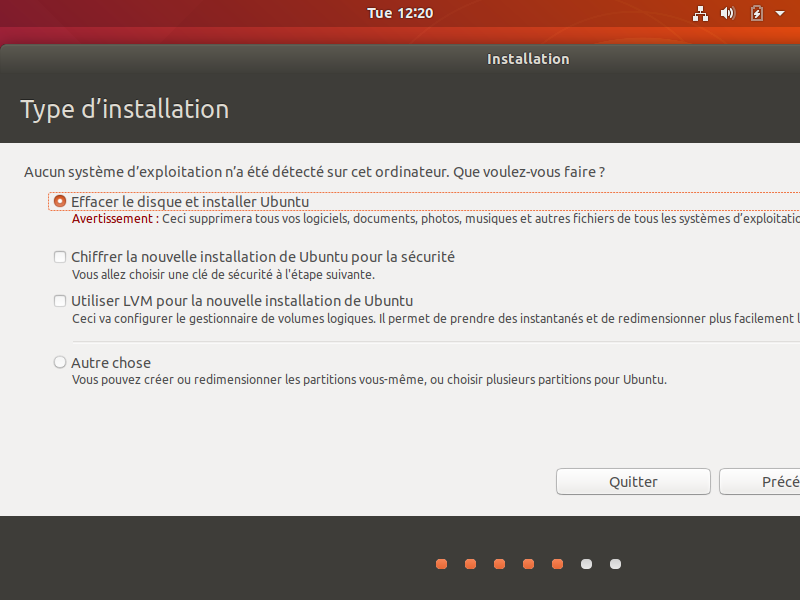 Tue 12:20
Installation
Type d’installation
Aucun système d’exploitation n’a été détecté sur cet ordinateur. Que voulez-vous faire ?
Effacer le disque et installer Ubuntu
Avertissement : Ceci supprimera tous vos logiciels, documents, photos, musiques et autres fichiers de tous les systèmes d’exploitatio
Chiffrer la nouvelle installation de Ubuntu pour la sécurité
Vous allez choisir une clé de sécurité à l'étape suivante.
Utiliser LVM pour la nouvelle installation de Ubuntu
Ceci va configurer le gestionnaire de volumes logiques. Il permet de prendre des instantanés et de redimensionner plus facilement l
Autre chose
Vous pouvez créer ou redimensionner les partitions vous-même, ou choisir plusieurs partitions pour Ubuntu.
Quitter
Précé